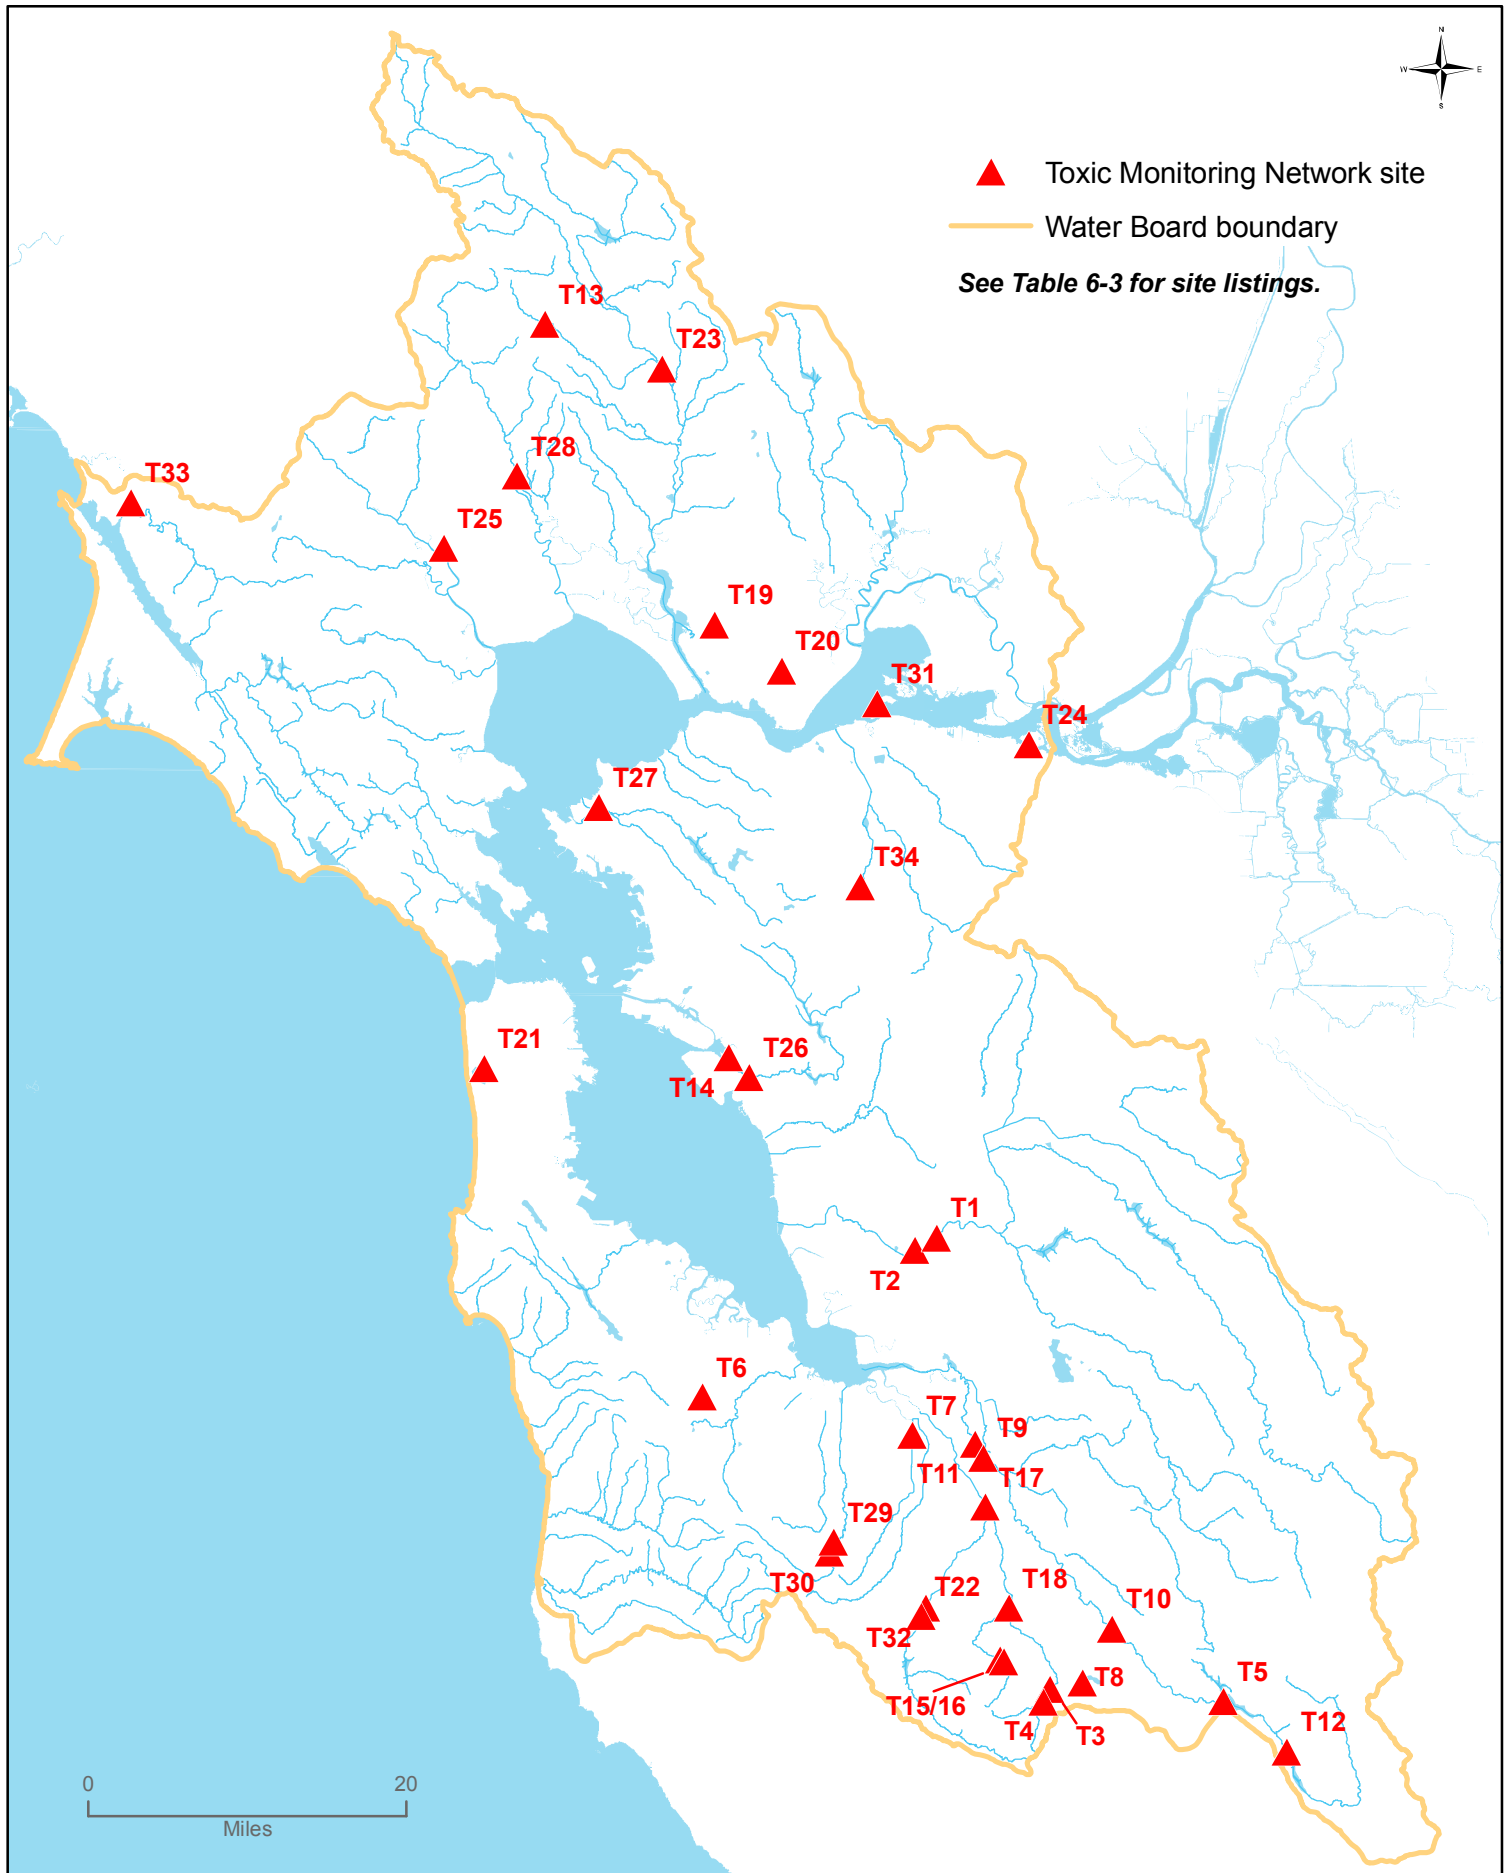 N
W E
S
Toxic Monitoring Network site
Water Board boundary
See Table 6-3 for site listings.
T13
T23
T28
T33
T25
T19
T20
T31
T24
T27
T34
T21
T26
T14
T1
T2
T6
T7
T9
T11
T17
T29
T30
T22
T18
T10
T32
T15/16
T8
T5
T4
T3
T12
0 20
Miles